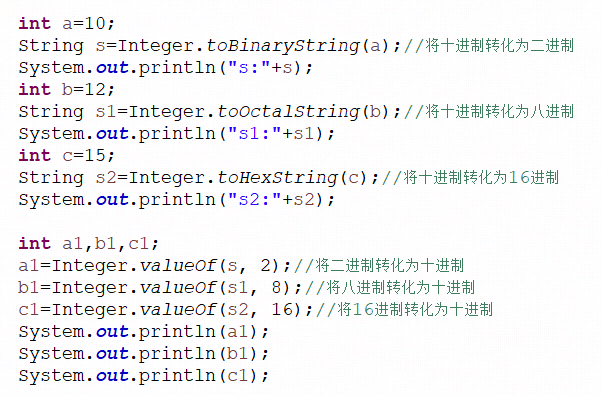 int a=10;
String s=Integer.toBinaryString(a);//将十进制转化为二进制
System.out.println("s:"+s);
int b=12;
String s1=Integer.toOctalString(b);//将十进制转化为八进制
System.out.println("s1:"+s1);
int c=15;
String s2=Integer.toHexString(c);//将十进制转化为16进制
System.out.println("s2:"+s2);
int a1,b1,c1;
a1=Integer.valueOf(s, 2);//将二进制转化为十进制
b1=Integer.valueOf(s1, 8);//将八进制转化为十进制
c1=Integer.valueOf(s2, 16);//将16进制转化为十进制
System.out.println(a1);
System.out.println(b1);
System.out.println(c1);